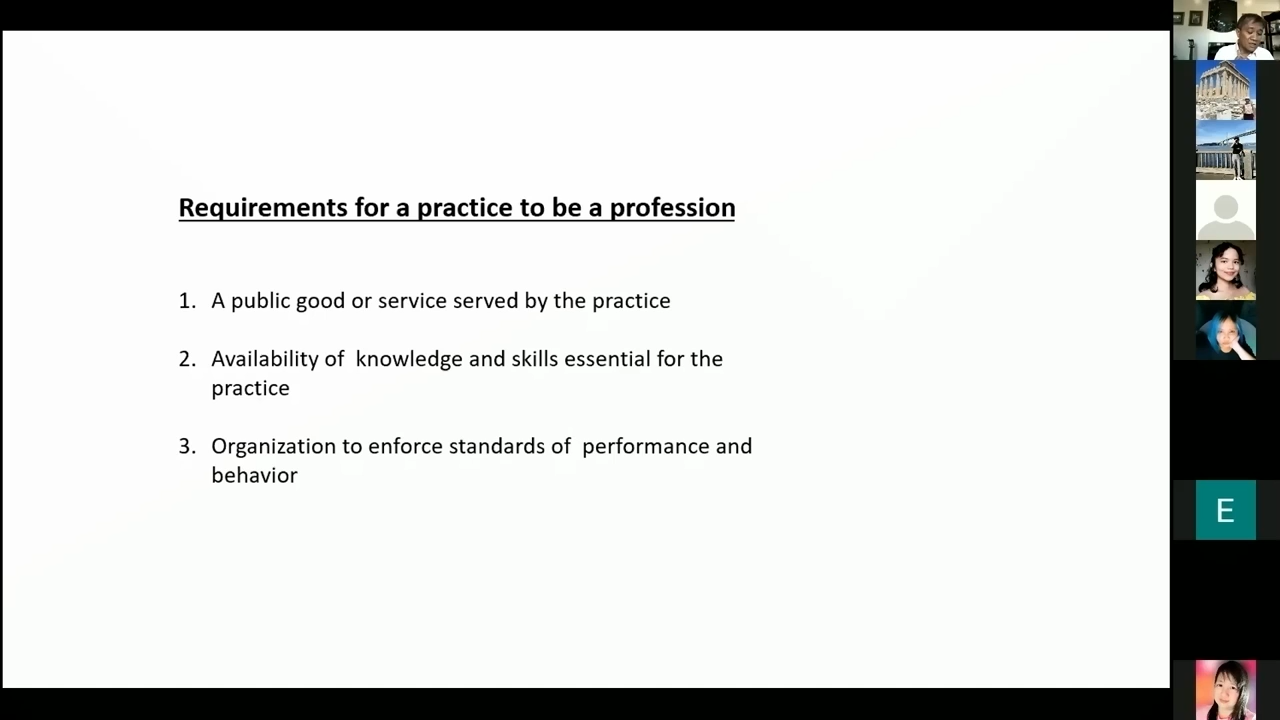 Requirements for a practice to be a profession
1. A public good or service served by the practice
2. Availability of  knowledge and skills essential for the
practice
3. Organization to enforce standards of  performance and
behavior
E